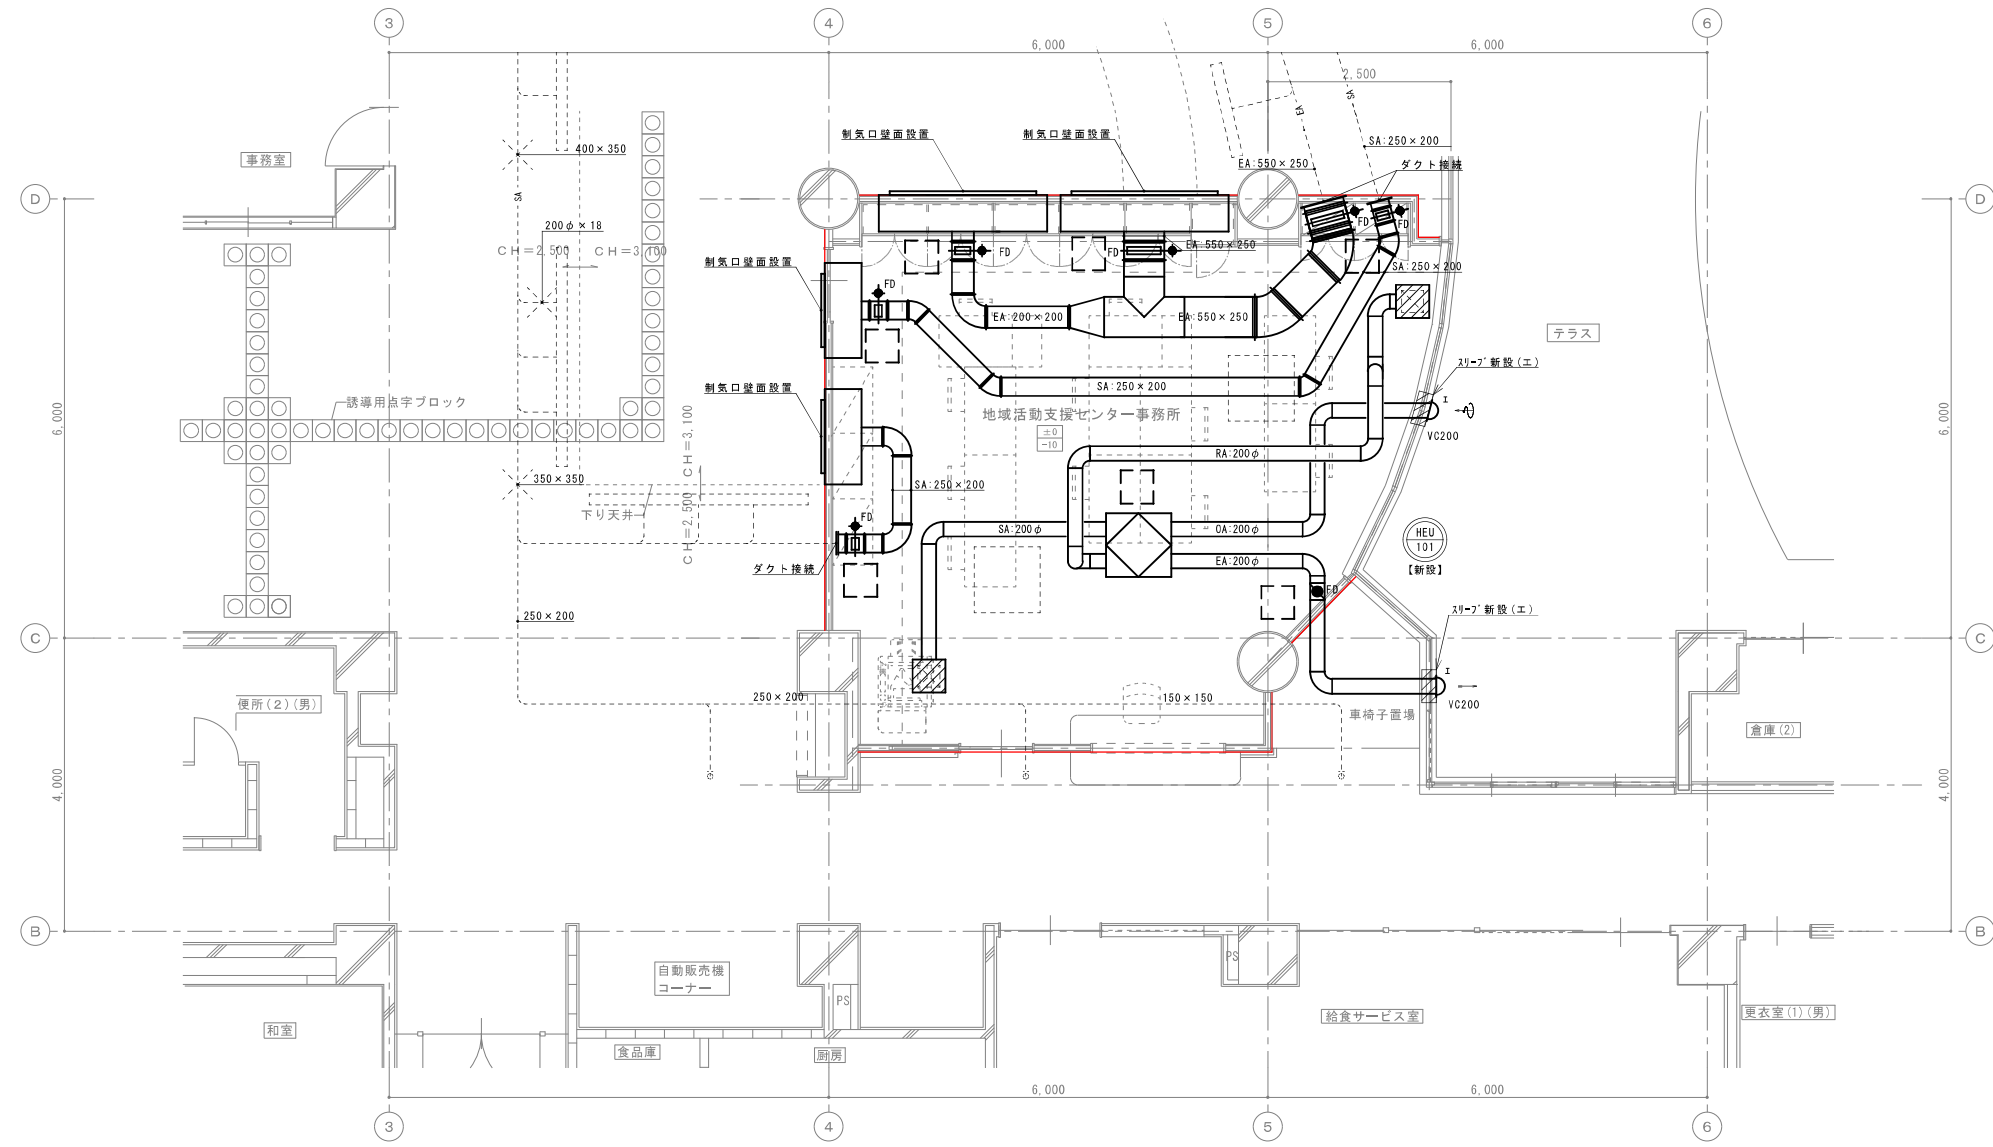 3
4
5
6
6,000
6,000
2,500
制気口壁面設置
制気口壁面設置
SA
EA
SA:250×200
EA:550×250
ダクト接続
400×350
事務室
SA
D
D
200φ×18
CH=2,500
CH=3,100
FD
FD
FD
FD
EA:550×250
制気口壁面設置
SA:250×200
FD
EA:200×200
EA:550×250
テラス
スリーブ新設(エ)
制気口壁面設置
SA:250×200
誘導用点字ブロック
地域活動支援センター事務所
±0
-10
I
VC200
6,000
6,000
CH=3,100
CH=2,500
RA:200φ
350×350
SA:250×200
下り天井
FD
SA:200φ
OA:200φ
HEU
101
【新設】
ダクト接続
EA:200φ
FD
250×200
スリーブ新設(エ)
C
C
I
250×200
150×150
VC200
便所(2)(男)
車椅子置場
倉庫(2)
4,000
4,000
B
B
PS
自動販売機
コーナー
PS
和室
給食サービス室
更衣室(1)(男)
食品庫
厨房
6,000
6,000
3
4
5
6